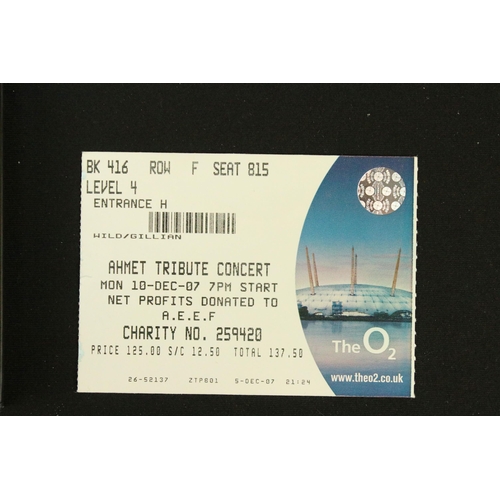 BK 416 ROW F SEAT 815
LEVEL 4
ENTRANCE H
WILD/GILLIAN
AHMET TRIBUTE CONCERT
MON 10-DEC-07 7PM START
NET PROFITS DONATED TO
A.E.E.F
CHARITY NO. 259420
PRICE 125.00 S/C 12.50 TOTAL 137.50
26-52137 ZTP801 5-DEC-07 21:24
The O2
www.theo2.co.uk